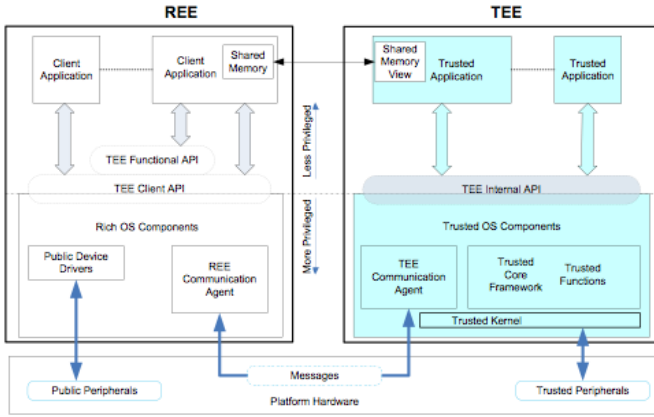 REE
TEE
Client
Application
Client
Application
Shared
Memory
Shared
Memory
View
Trusted
Application
Trusted
Application
Less Privileged
TEE Functional API
TEE Client API
TEE Internal API
More Privileged
Rich OS Components
Trusted OS Components
Public Device
Drivers
REE
Communication
Agent
TEE
Communication
Agent
Trusted
Core
Framework
Trusted
Functions
Trusted Kernel
Messages
Public Peripherals
Platform Hardware
Trusted Peripherals